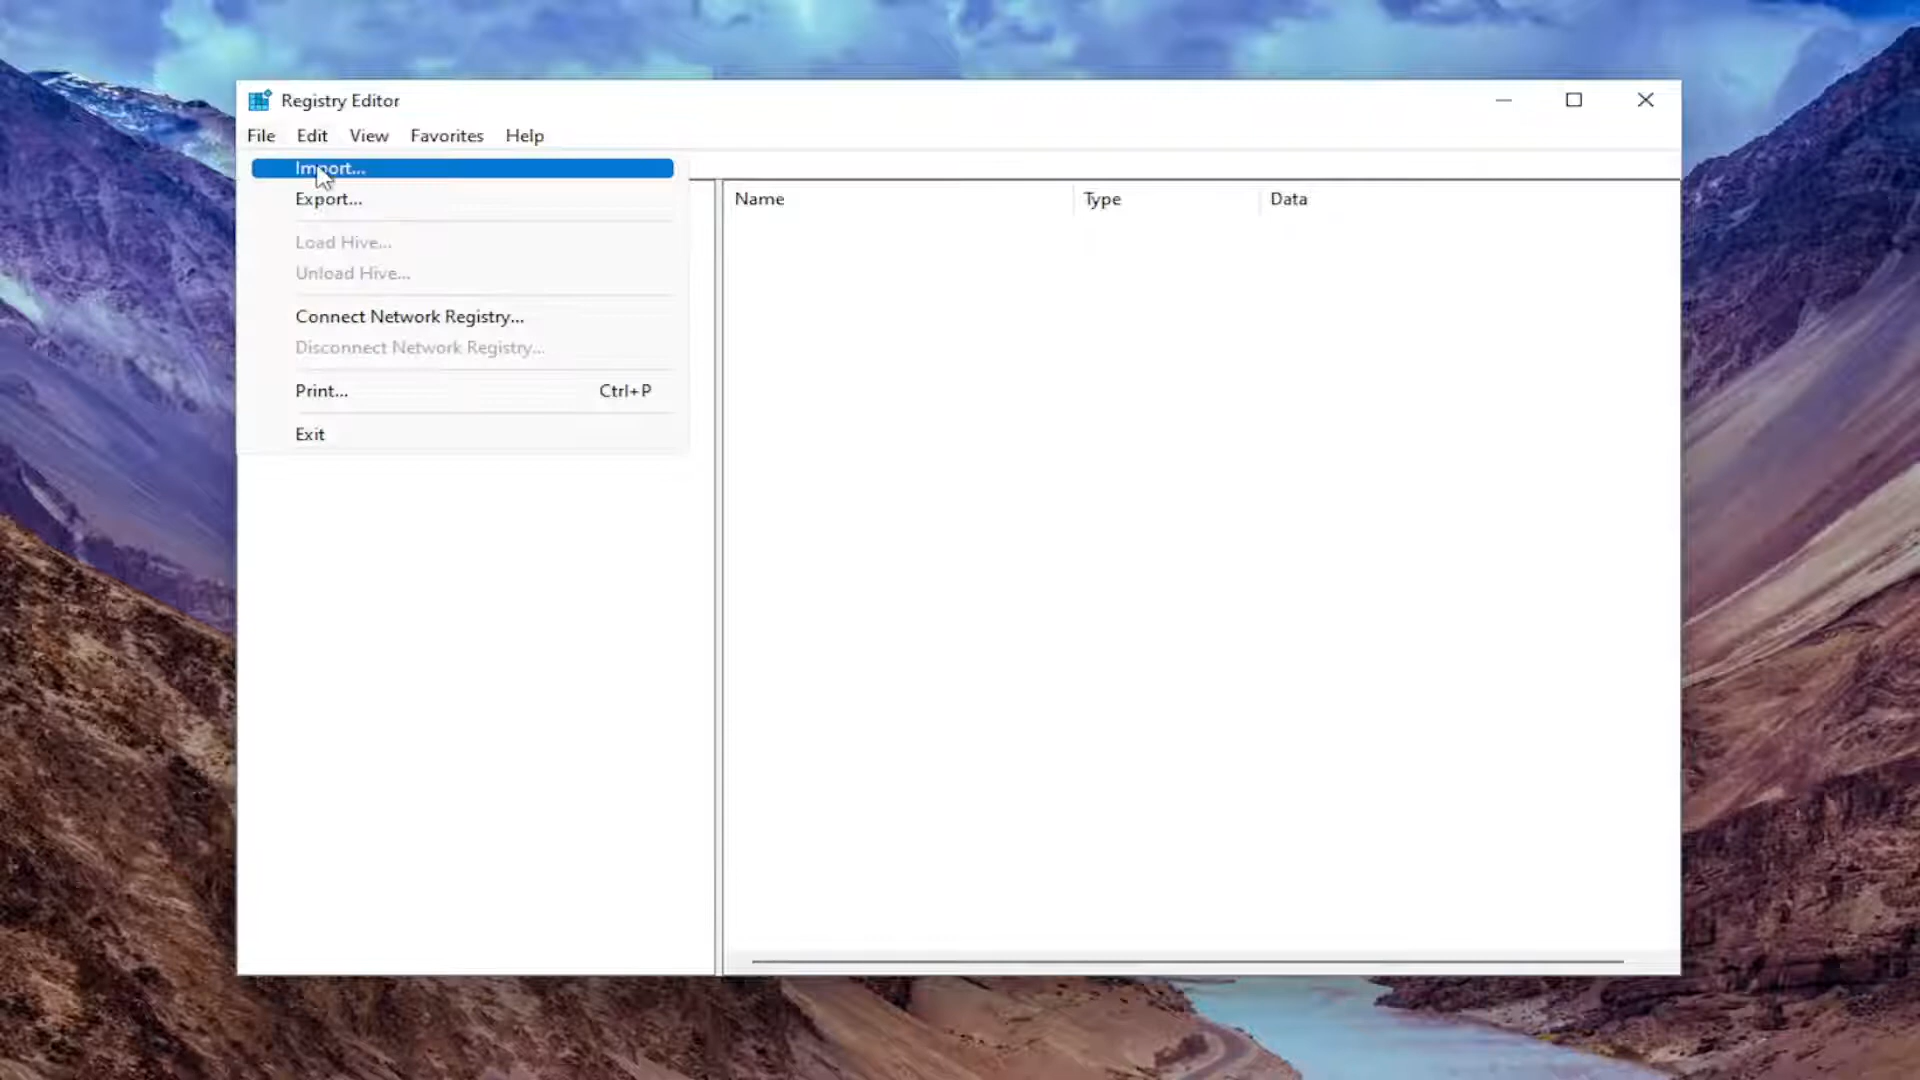 Registry Editor
File Edit View Favorites Help
Import...
Export...
Load Hive...
Unload Hive...
Connect Network Registry...
Disconnect Network Registry...
Print... Ctrl+P
Exit
Name Type Data